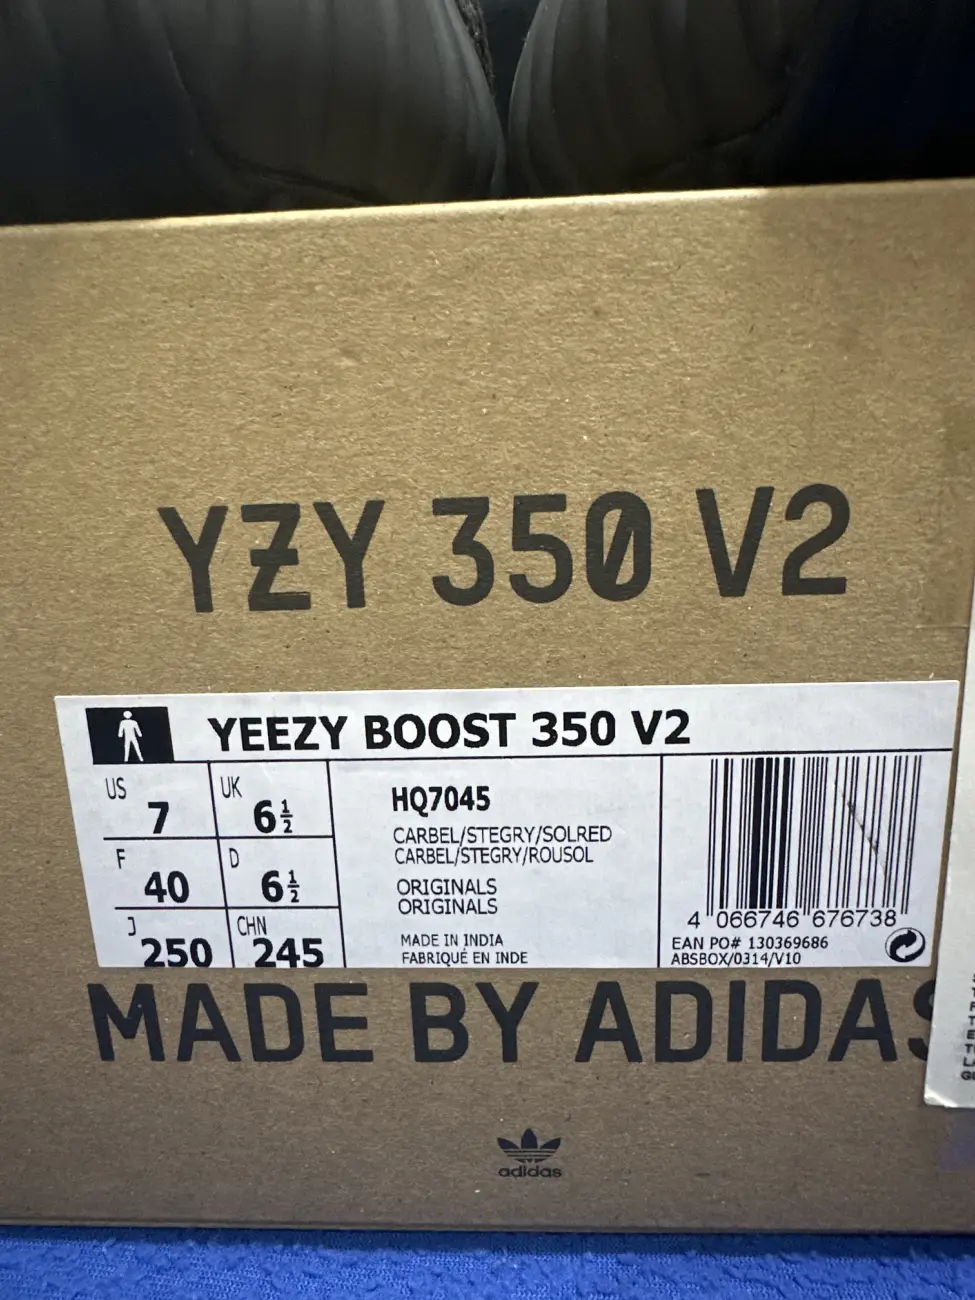 YZY 350 V2
YEEZY BOOST 350 V2
US 7 UK 6½
F 40 D 6½
J 250 CHN 245
HQ7045
CARBEL/STEGRY/SOLRED
CARBEL/STEGRY/ROUSOL
ORIGINALS
ORIGINALS
MADE IN INDIA
FABRIQUÉ EN INDE
4 066746 676738
EAN PO# 130369686
ABSBOX/0314/V10
MADE BY ADIDAS
adidas